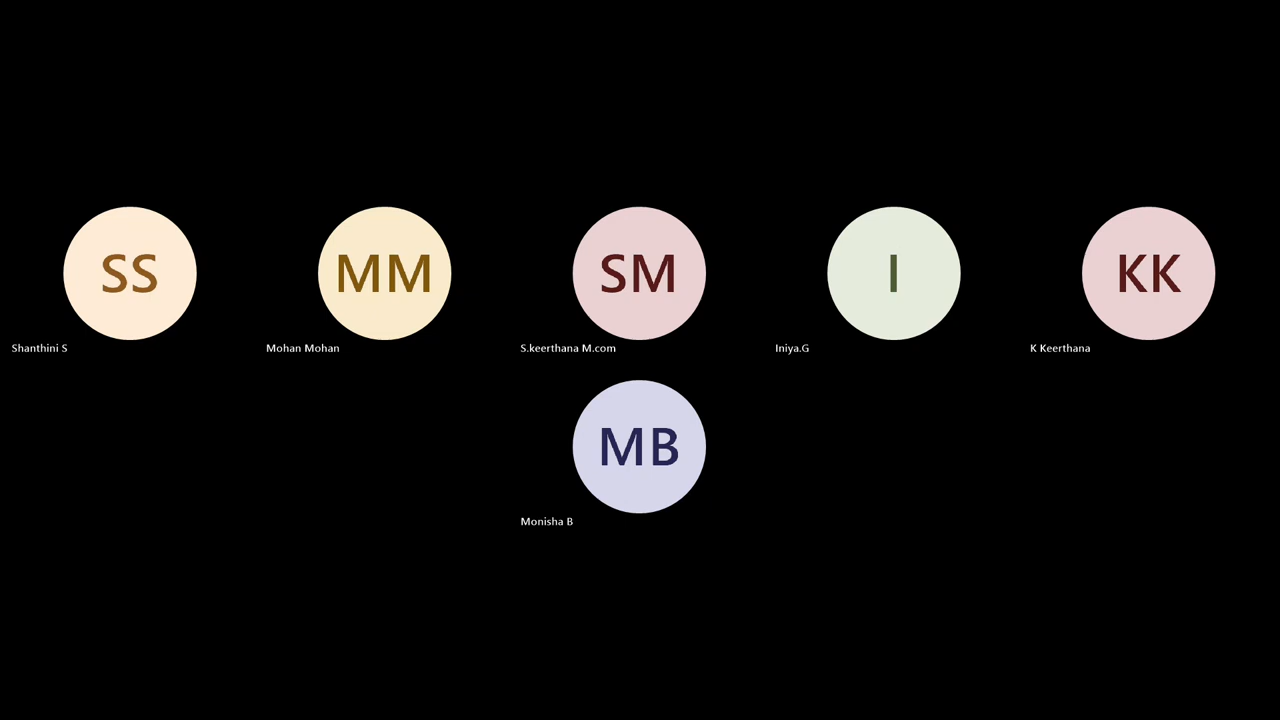 SS
MM
SM
I
KK
Shanthini S
Mohan Mohan
S.keerthana M.com
Iniya.G
K Keerthana
MB
Monisha B